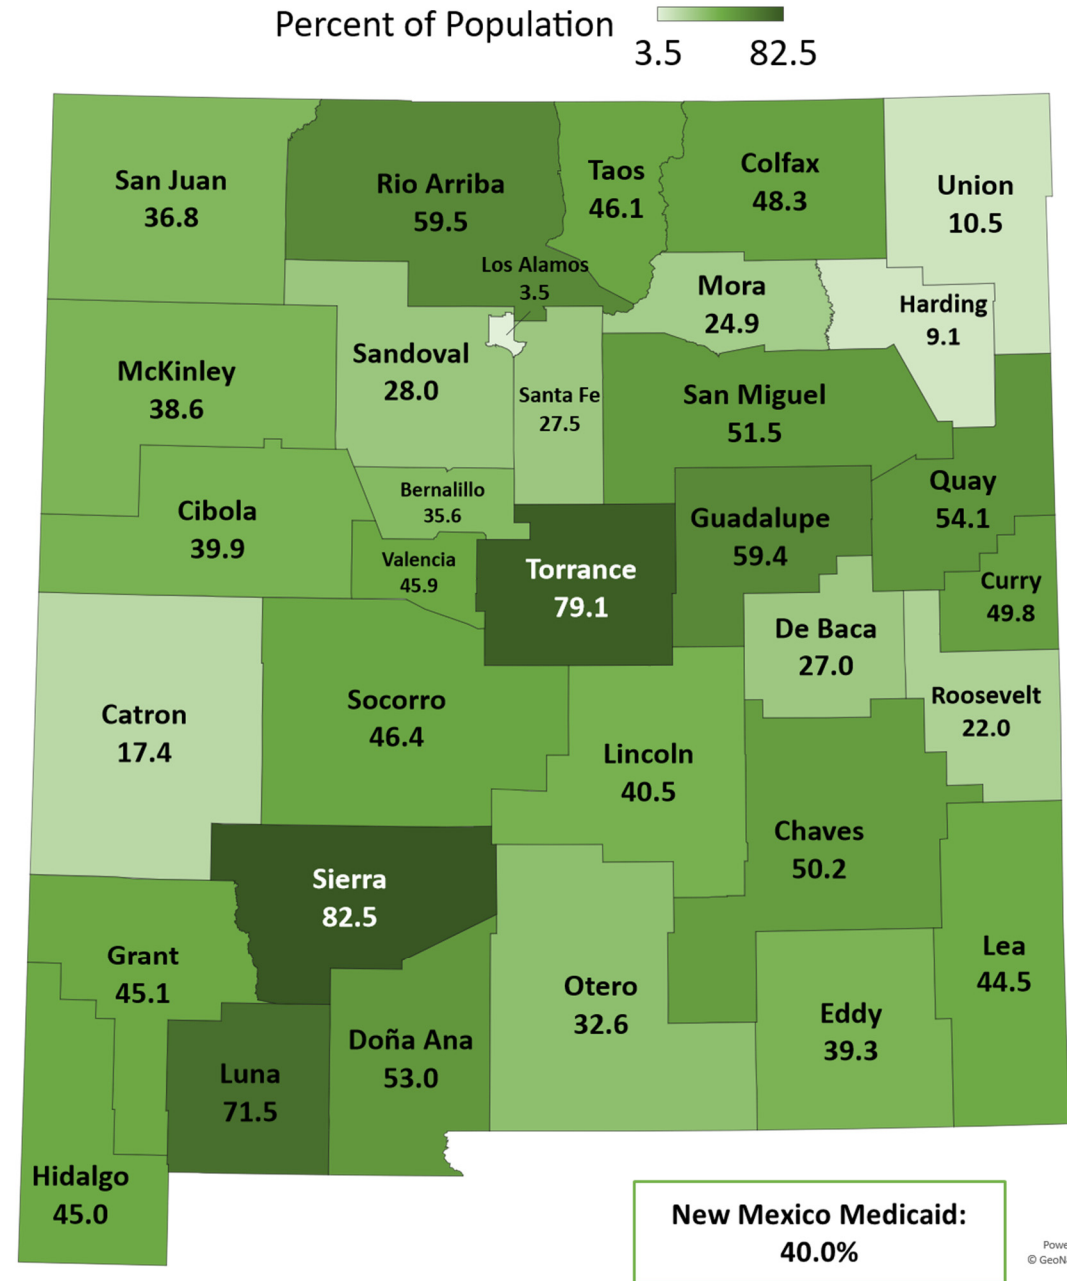 Percent of Population
3.5 82.5
San Juan
36.8
Rio Arriba
59.5
Taos
46.1
Colfax
48.3
Union
10.5
Los Alamos
3.5
Mora
24.9
Harding
9.1
McKinley
38.6
Sandoval
28.0
Santa Fe
27.5
San Miguel
51.5
Quay
54.1
Cibola
39.9
Bernalillo
35.6
Valencia
45.9
Torrance
79.1
Guadalupe
59.4
Curry
49.8
De Baca
27.0
Roosevelt
22.0
Catron
17.4
Socorro
46.4
Lincoln
40.5
Chaves
50.2
Sierra
82.5
Grant
45.1
Otero
32.6
Lea
44.5
Eddy
39.3
Doña Ana
53.0
Luna
71.5
Hidalgo
45.0
New Mexico Medicaid:
40.0%
Powe
© GeoN